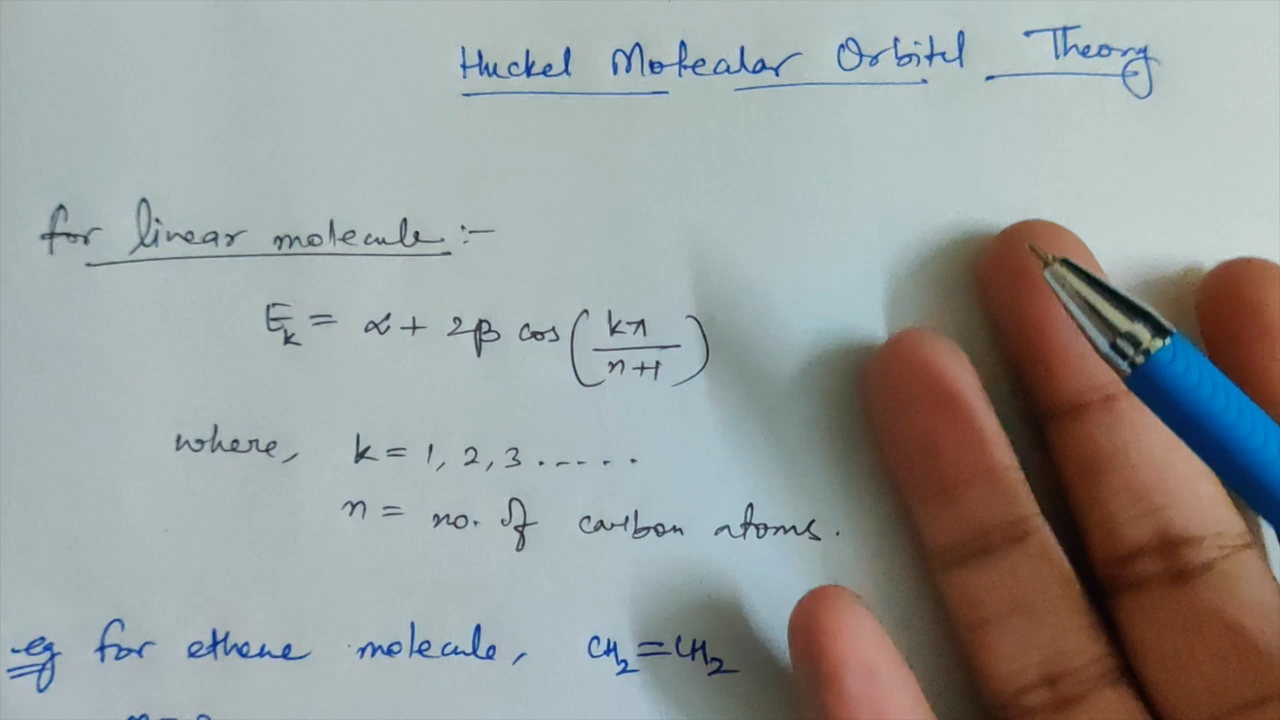 Huckel Molecular Orbital Theory
for linear molecule :-
E_k = α + 2β cos(kπ/n+1)
where, k = 1, 2, 3 .....
n = no. of carbon atoms.
eg for ethene molecule, CH₂=CH₂